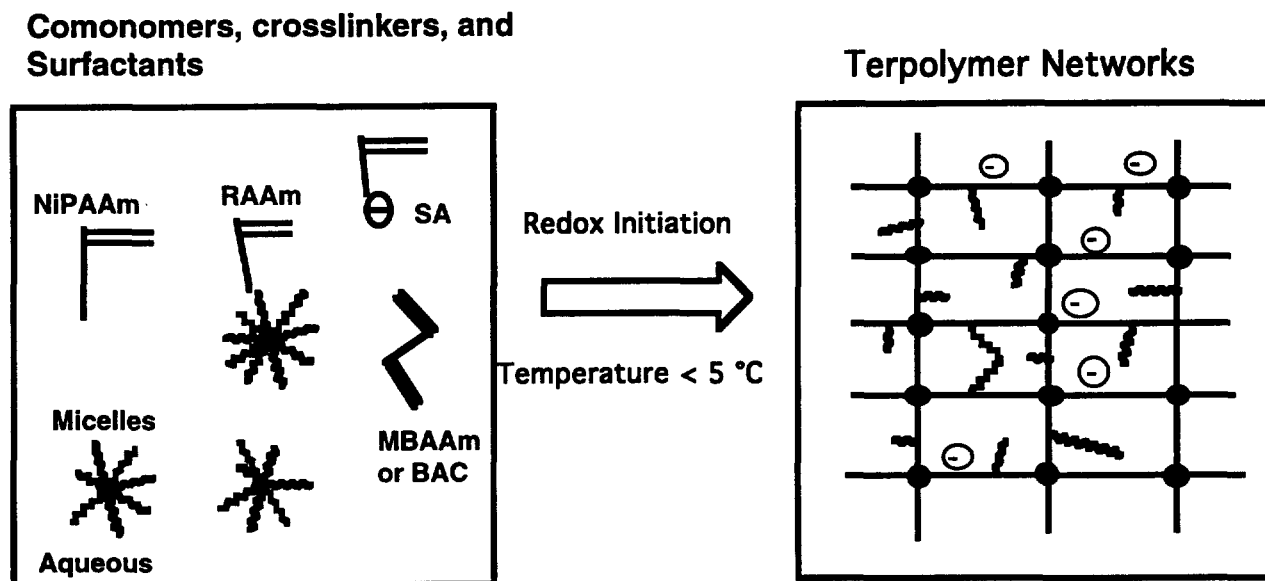 Comonomers, crosslinkers, and
Surfactants
Terpolymer Networks
NiPAAm
RAAm
SA
Redox Initiation
Temperature < 5 °C
Micelles
MBAAm
or BAC
Aqueous